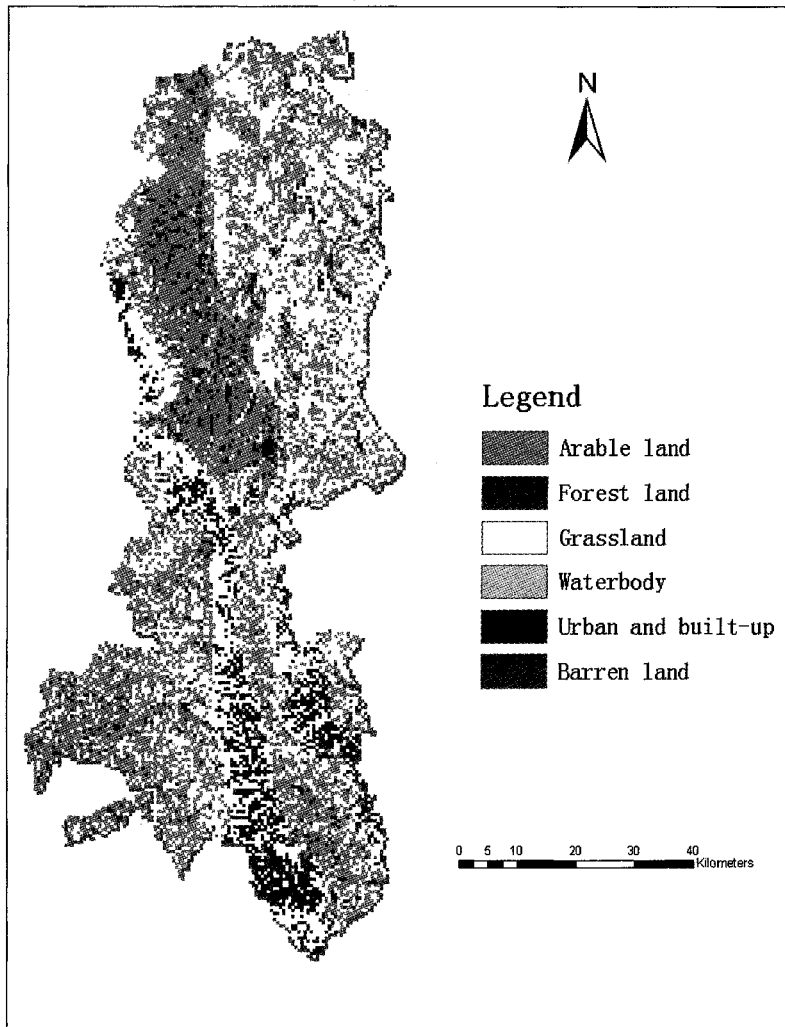 N
Legend
Arable land
Forest land
Grassland
Waterbody
Urban and built-up
Barren land
0 5 10 20 30 40
Kilometers